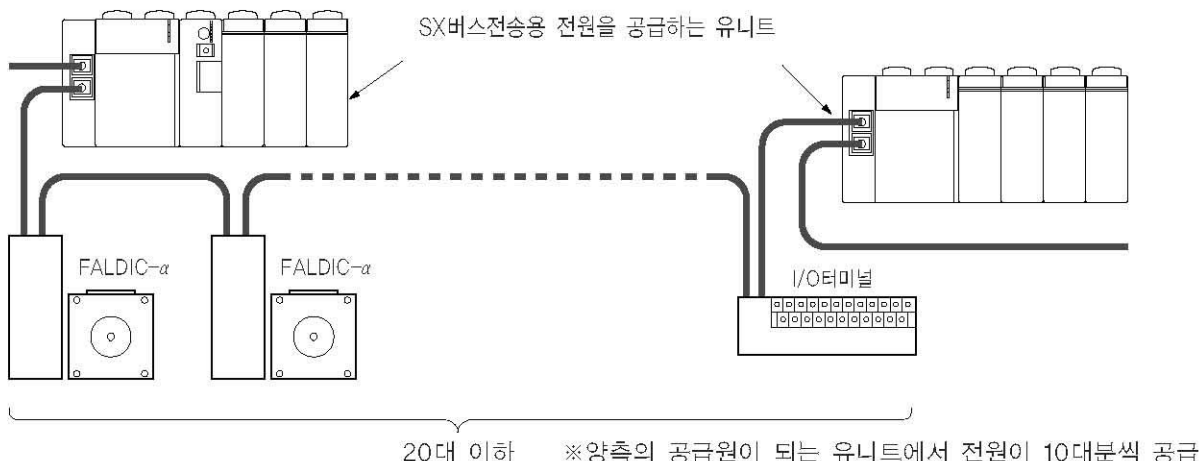 SX버스전송용 전원을 공급하는 유니트
FALDIC-α
FALDIC-α
I/O터미널
20대 이하 ※양측의 공급원이 되는 유니트에서 전원이 10대분씩 공급